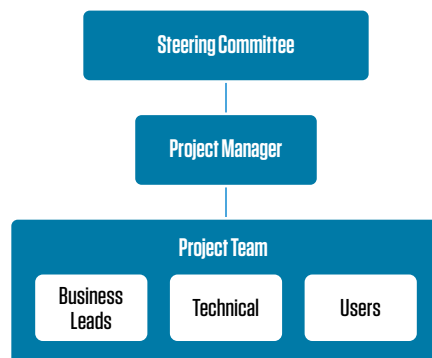 Steering Committee
Project Manager
Project Team
Business
Leads
Technical
Users